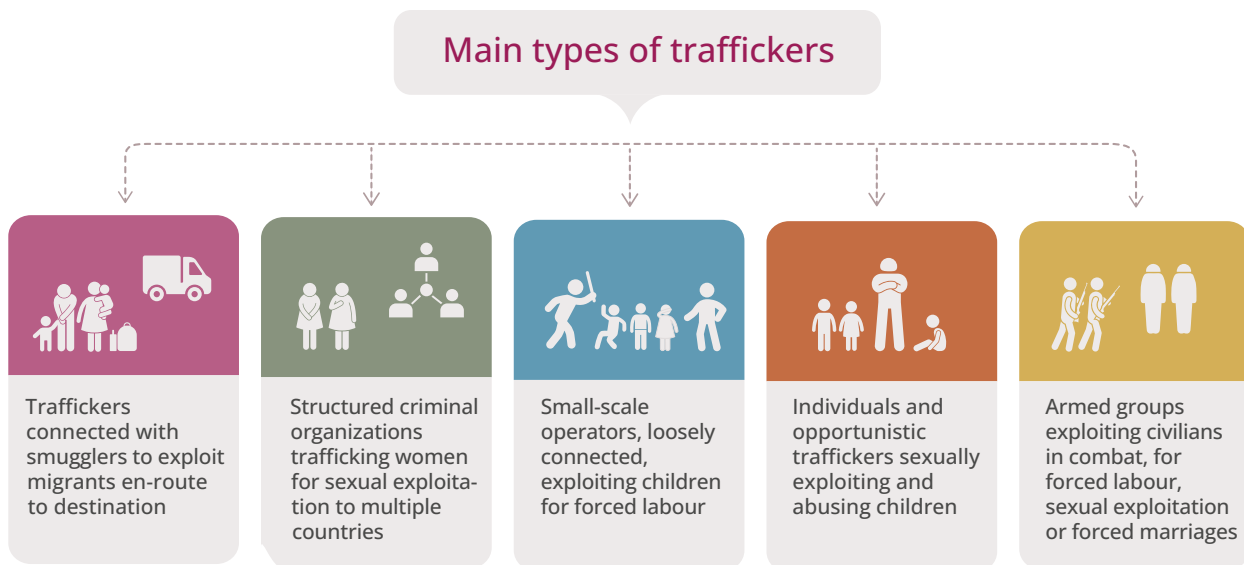 Main types of traffickers
Traffickers
connected with
smugglers to exploit
migrants en-route
to destination
Structured criminal
organizations
trafficking women
for sexual exploita-
tion to multiple
countries
Small-scale
operators, loosely
connected,
exploiting children
for forced labour
Individuals and
opportunistic
traffickers sexually
exploiting and
abusing children
Armed groups
exploiting civilians
in combat, for
forced labour,
sexual exploitation
or forced marriages